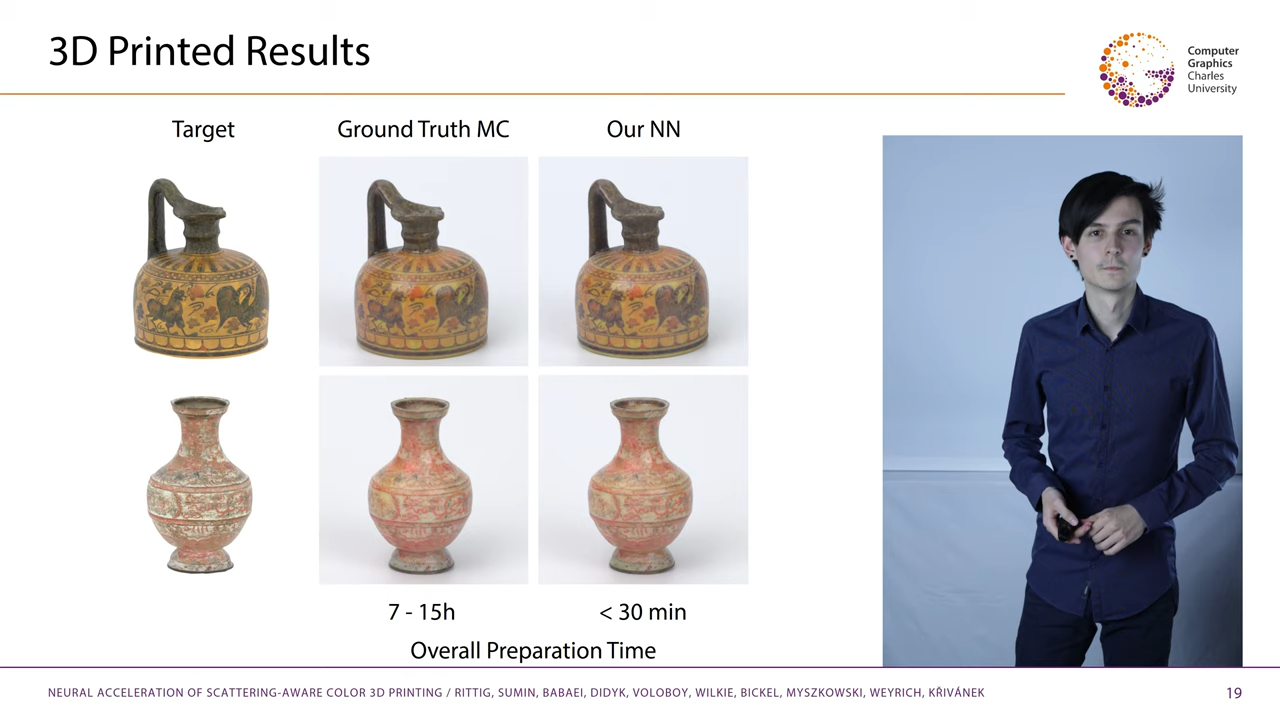 3D Printed Results
Computer
Graphics
Charles
University
Target
Ground Truth MC
Our NN
7 - 15h
< 30 min
Overall Preparation Time
NEURAL ACCELERATION OF SCATTERING-AWARE COLOR 3D PRINTING / RITTIG, SUMIN, BABAEI, DIDYK, VOLOBOY, WILKIE, BICKEL, MYSZKOWSKI, WEYRICH, KŘIVÁNEK
19